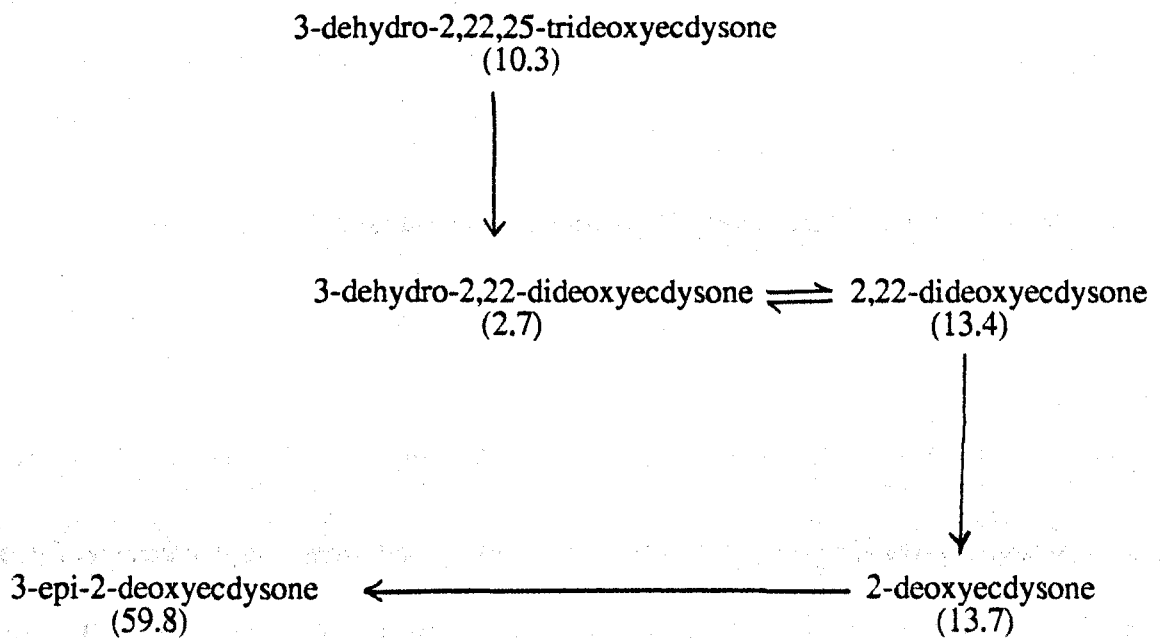 3-dehydro-2,22,25-trideoxyecdysone
(10.3)
3-dehydro-2,22-dideoxyecdysone
(2.7)
2,22-dideoxyecdysone
(13.4)
3-epi-2-deoxyecdysone
(59.8)
2-deoxyecdysone
(13.7)